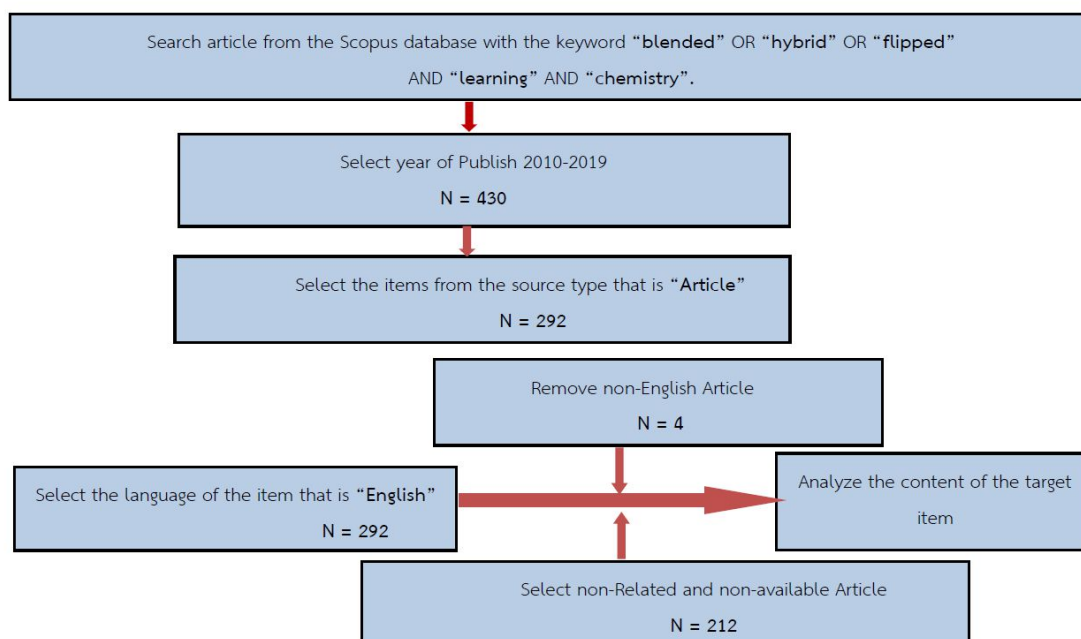 Search article from the Scopus database with the keyword “blended” OR “hybrid” OR “flipped”
AND “learning” AND “chemistry”.
Select year of Publish 2010-2019
N = 430
Select the items from the source type that is “Article”
N = 292
Remove non-English Article
N = 4
Select the language of the item that is “English”
N = 292
Analyze the content of the target
item
Select non-Related and non-available Article
N = 212